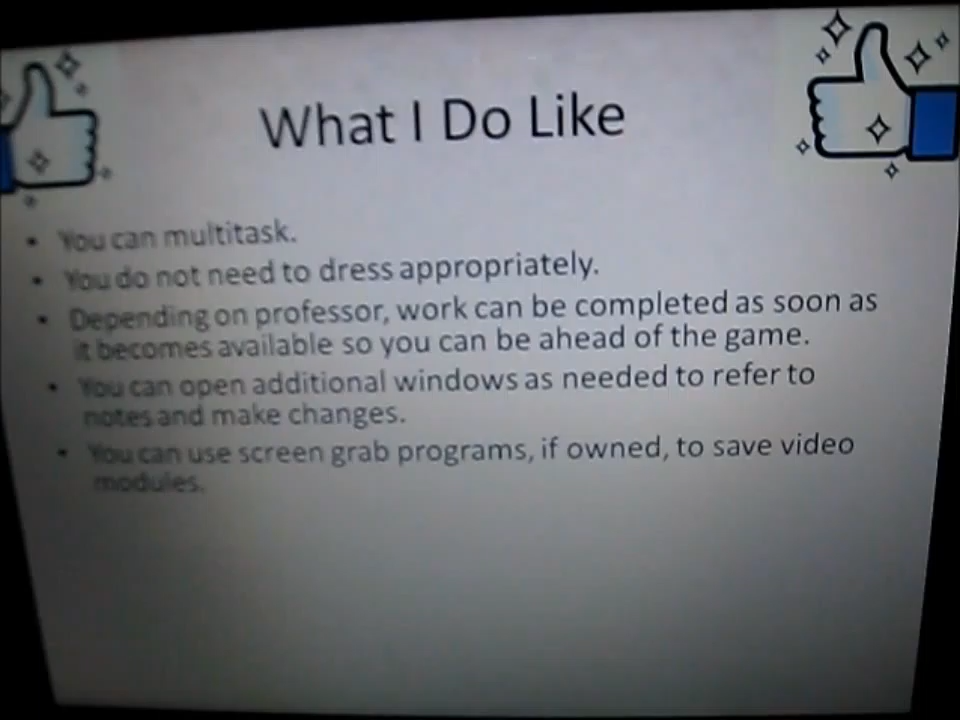 What I Do Like
• You can multitask.
• You do not need to dress appropriately.
• Depending on professor, work can be completed as soon as
it becomes available so you can be ahead of the game.
• You can open additional windows as needed to refer to
notes and make changes.
• You can use screen grab programs, if owned, to save video
modules.